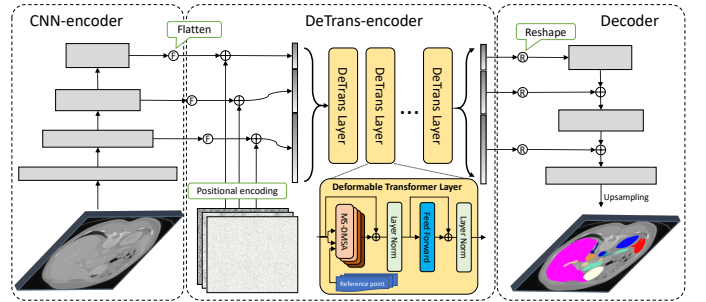 CNN-encoder
DeTrans-encoder
Decoder
Flatten
Reshape
F
F
F
R
R
R
DeTrans Layer
DeTrans Layer
...
DeTrans Layer
Positional encoding
Deformable Transformer Layer
MS-DMSA
Layer Norm
Feed Forward
Layer Norm
Reference point
Upsampling